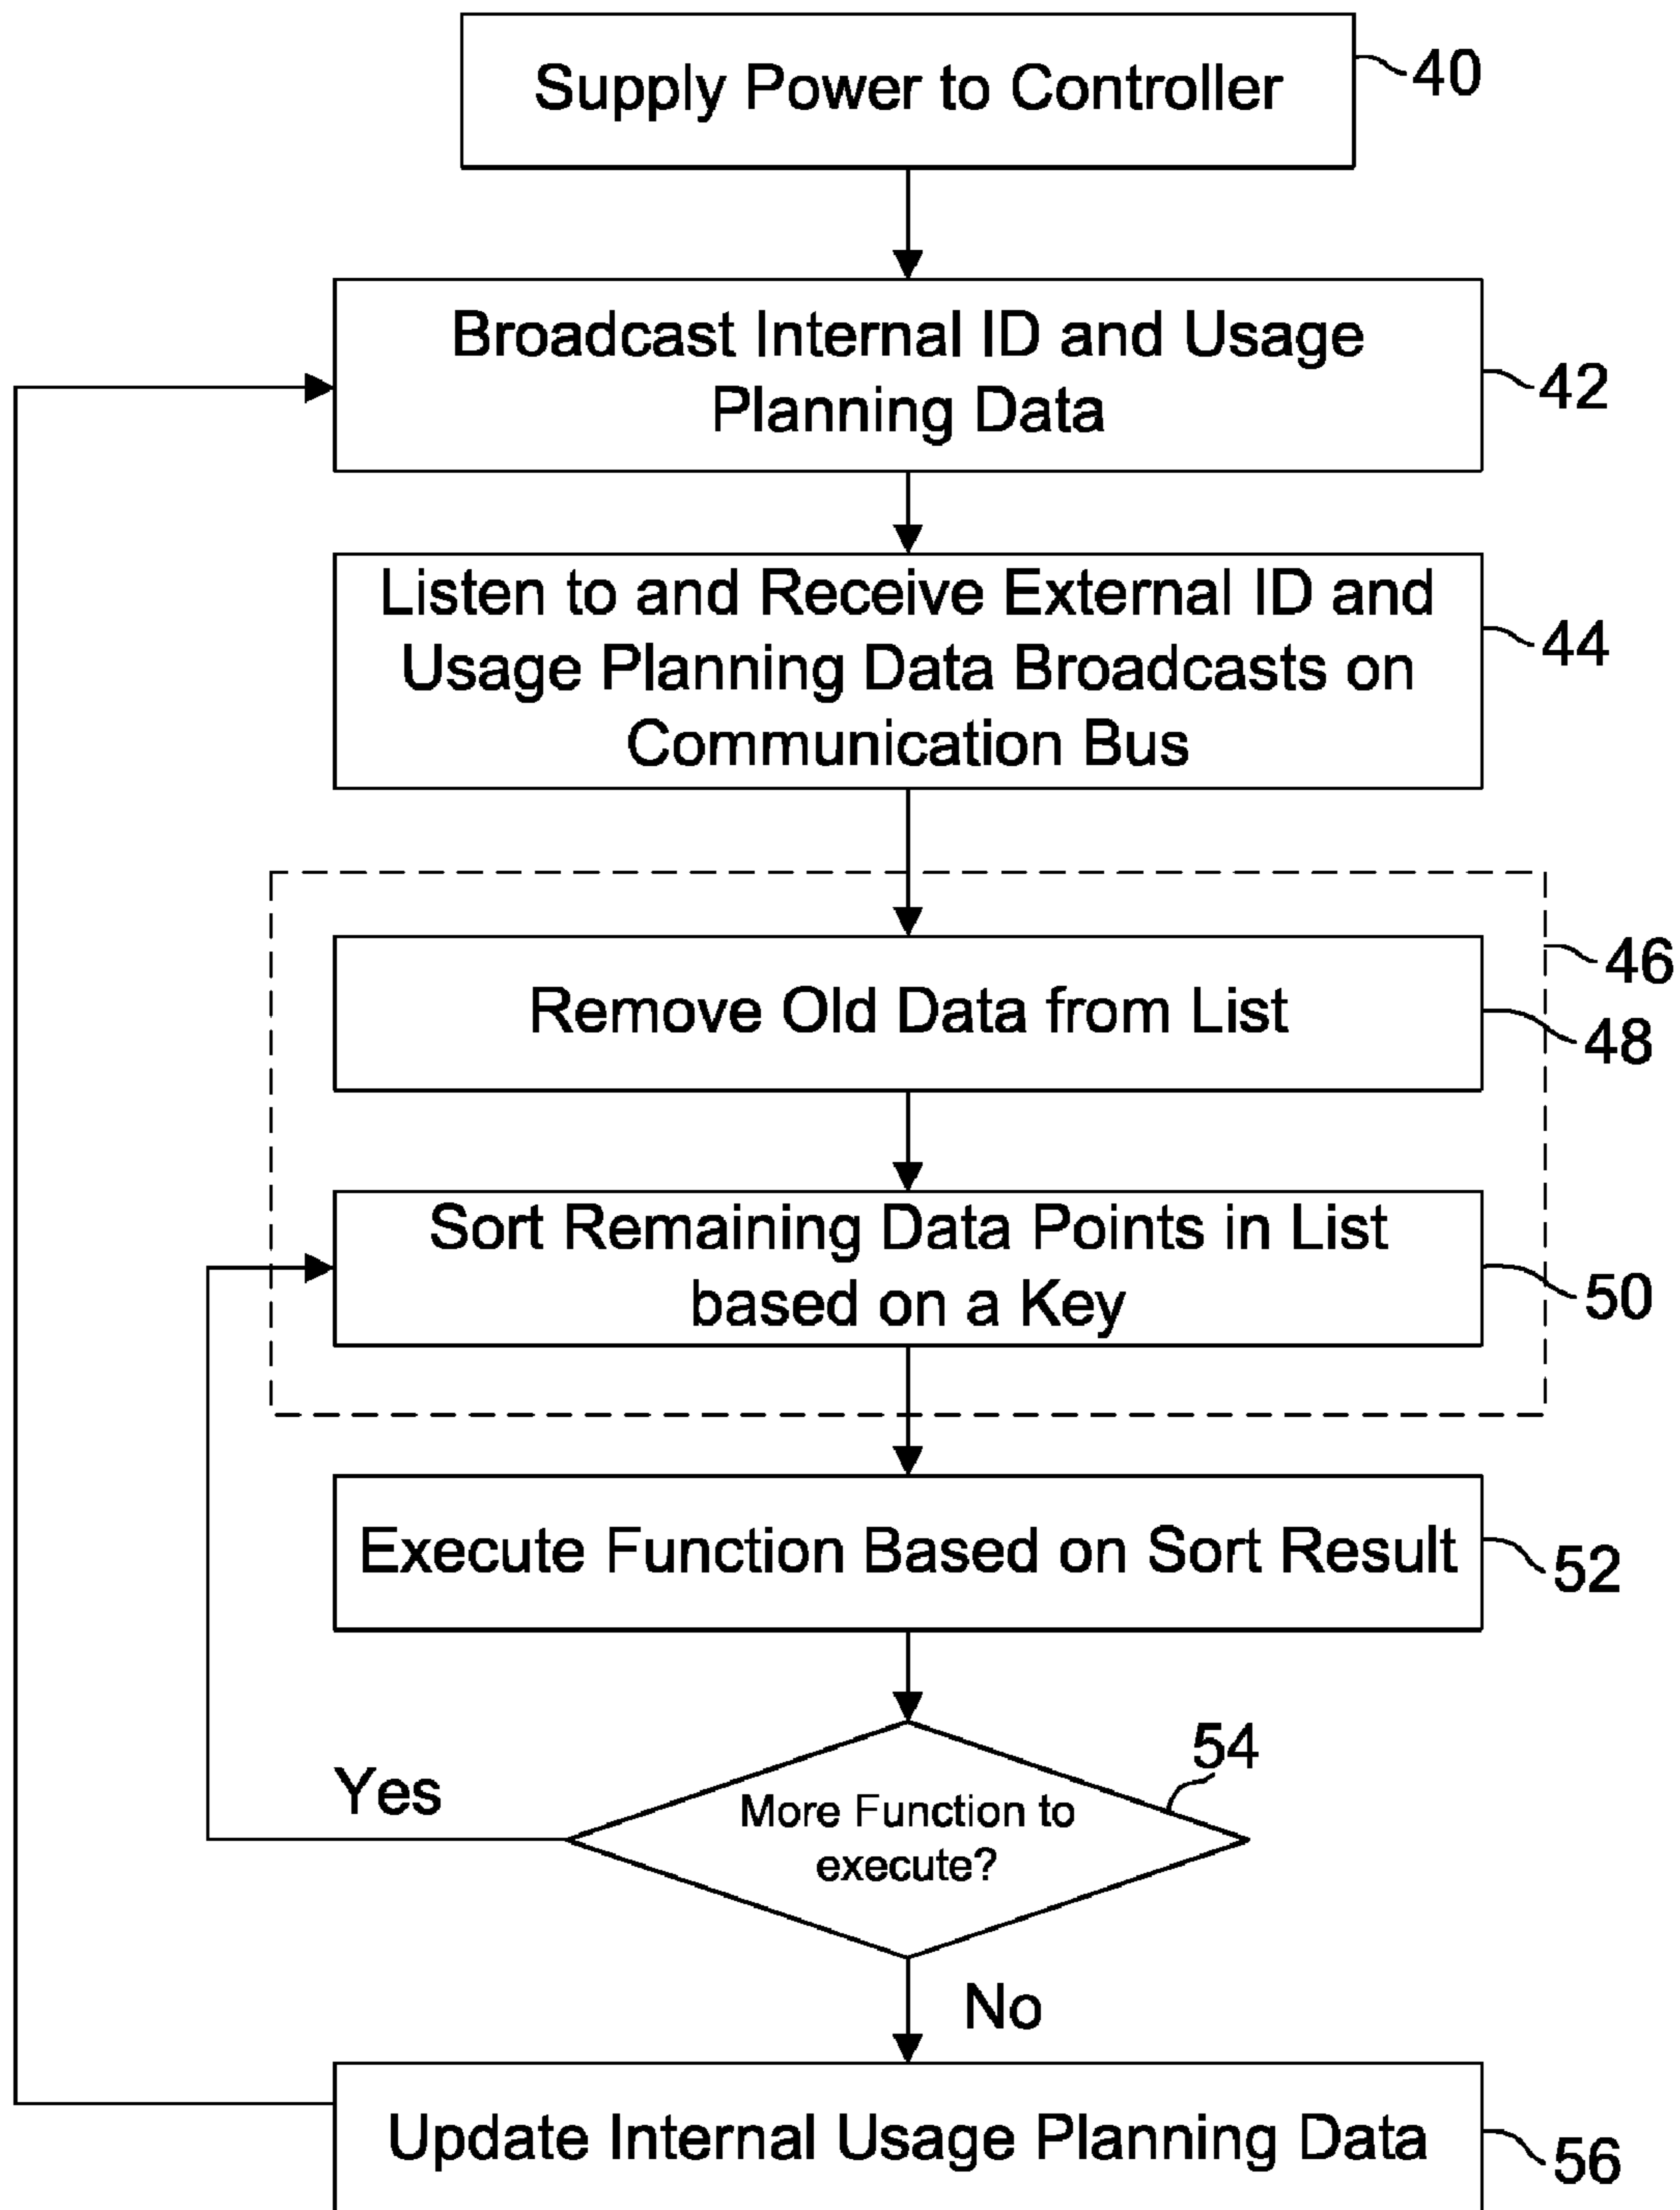 Supply Power to Controller
40
Broadcast Internal ID and Usage
Planning Data
42
Listen to and Receive External ID and
Usage Planning Data Broadcasts on
Communication Bus
44
46
Remove Old Data from List
48
Sort Remaining Data Points in List
based on a Key
50
Execute Function Based on Sort Result
52
54
More Function to
execute?
Yes
No
Update Internal Usage Planning Data
56